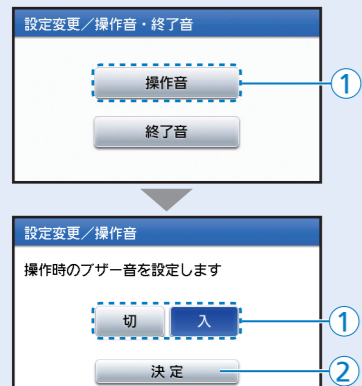 設定変更／操作音・終了音
操作音
①
終了音
設定変更／操作音
操作時のブザー音を設定します
切 入
①
決定
②